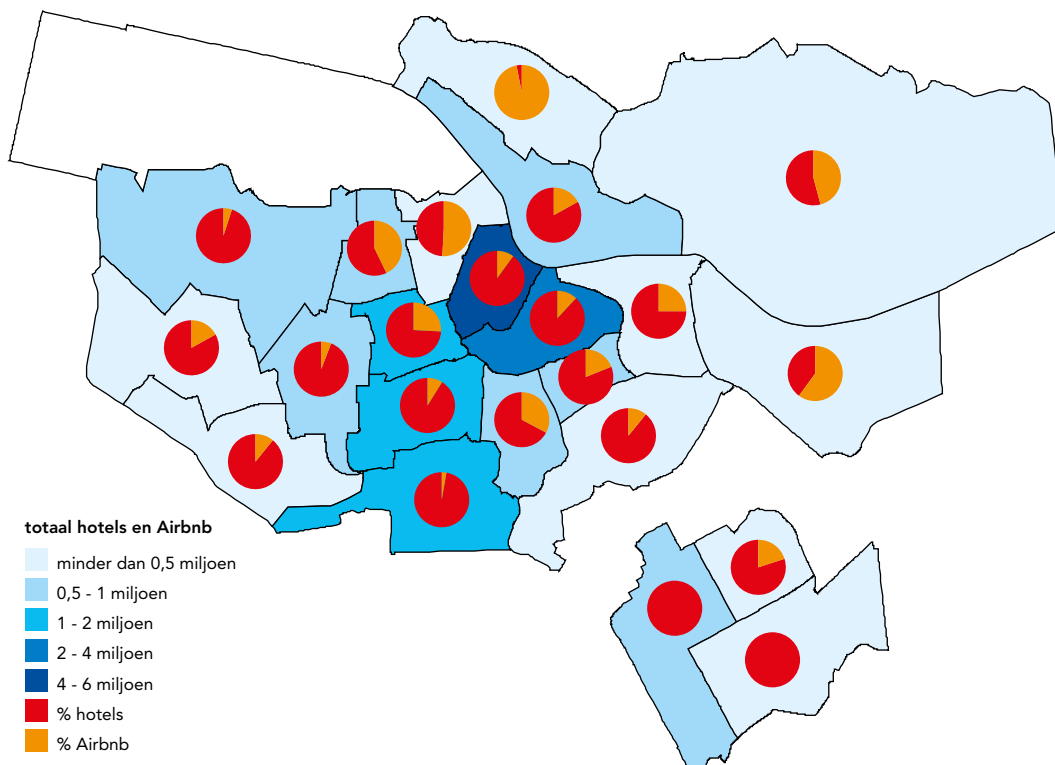 totaal hotels en Airbnb
minder dan 0,5 miljoen
0,5 - 1 miljoen
1 - 2 miljoen
2 - 4 miljoen
4 - 6 miljoen
% hotels
% Airbnb